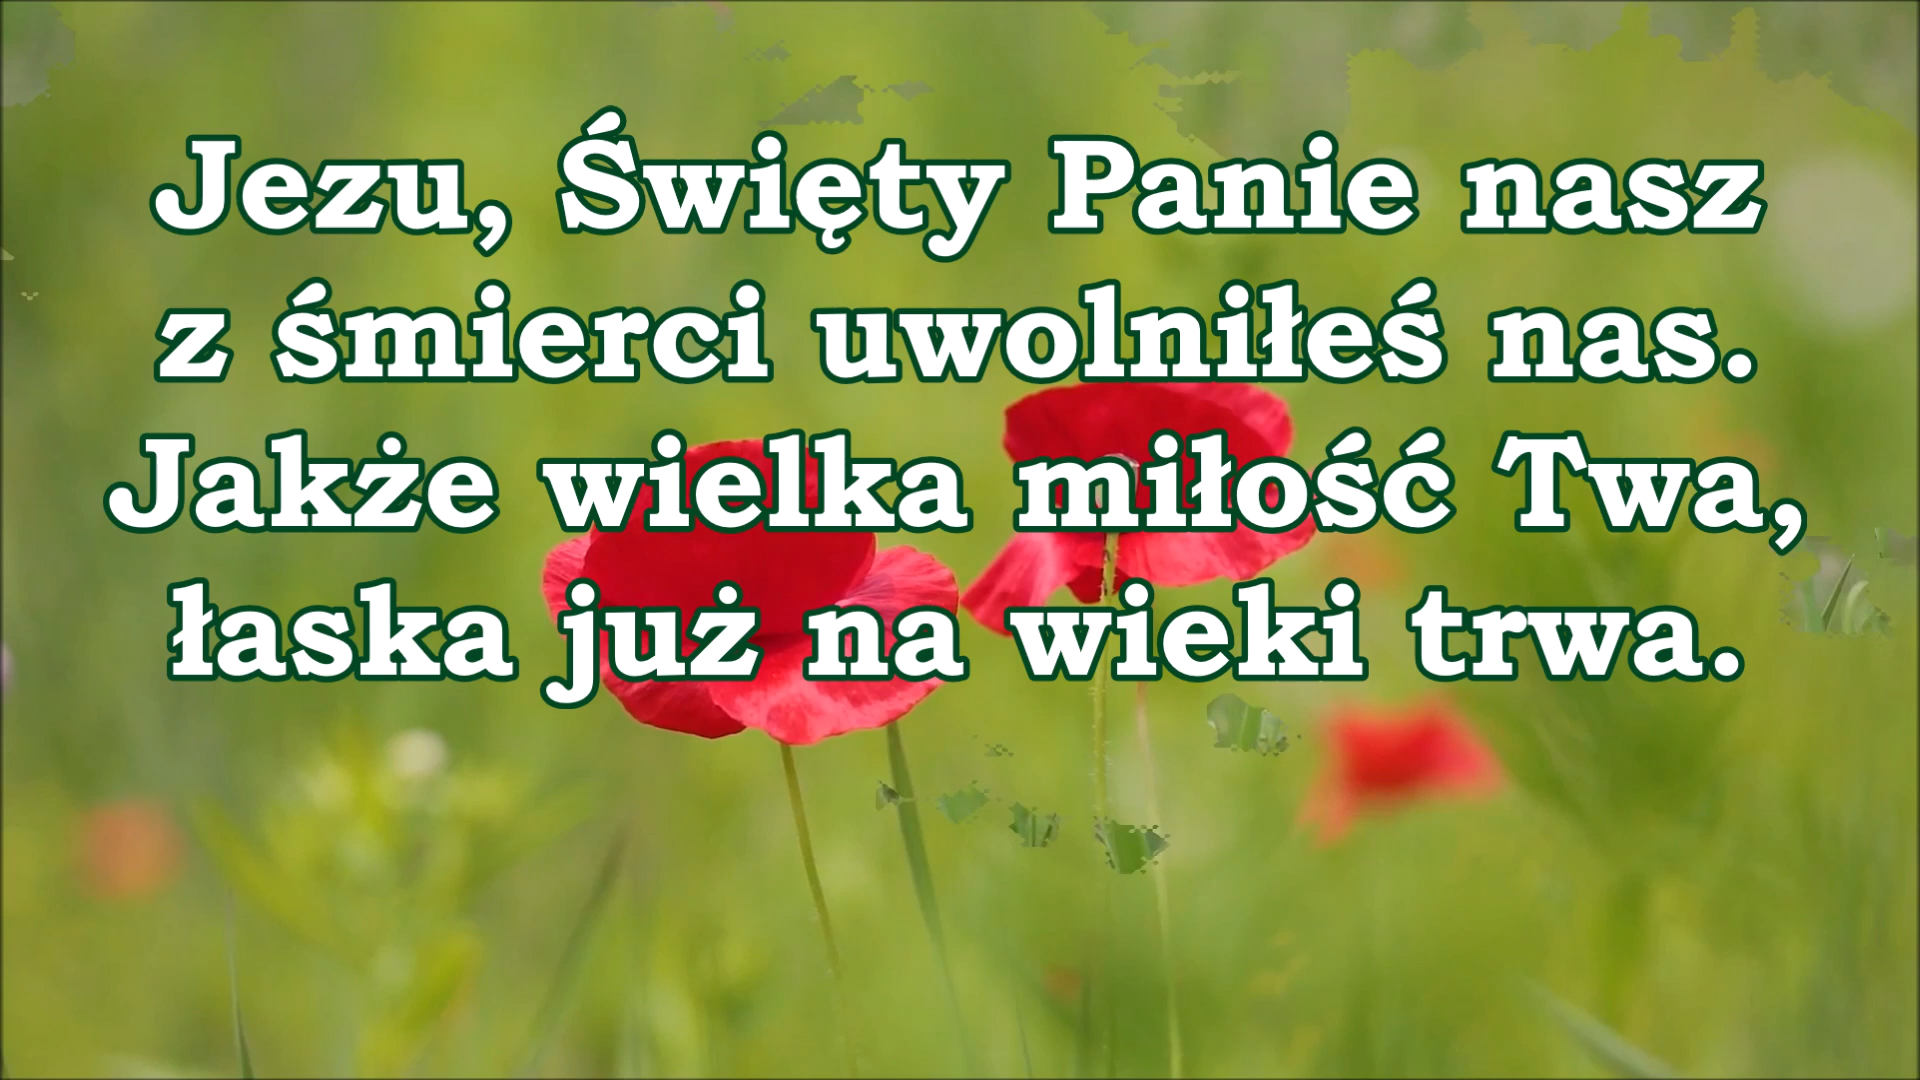 Jezu, Święty Panie nasz
z śmierci uwolniłeś nas.
Jakże wielka miłość Twa,
łaska już na wieki trwa.